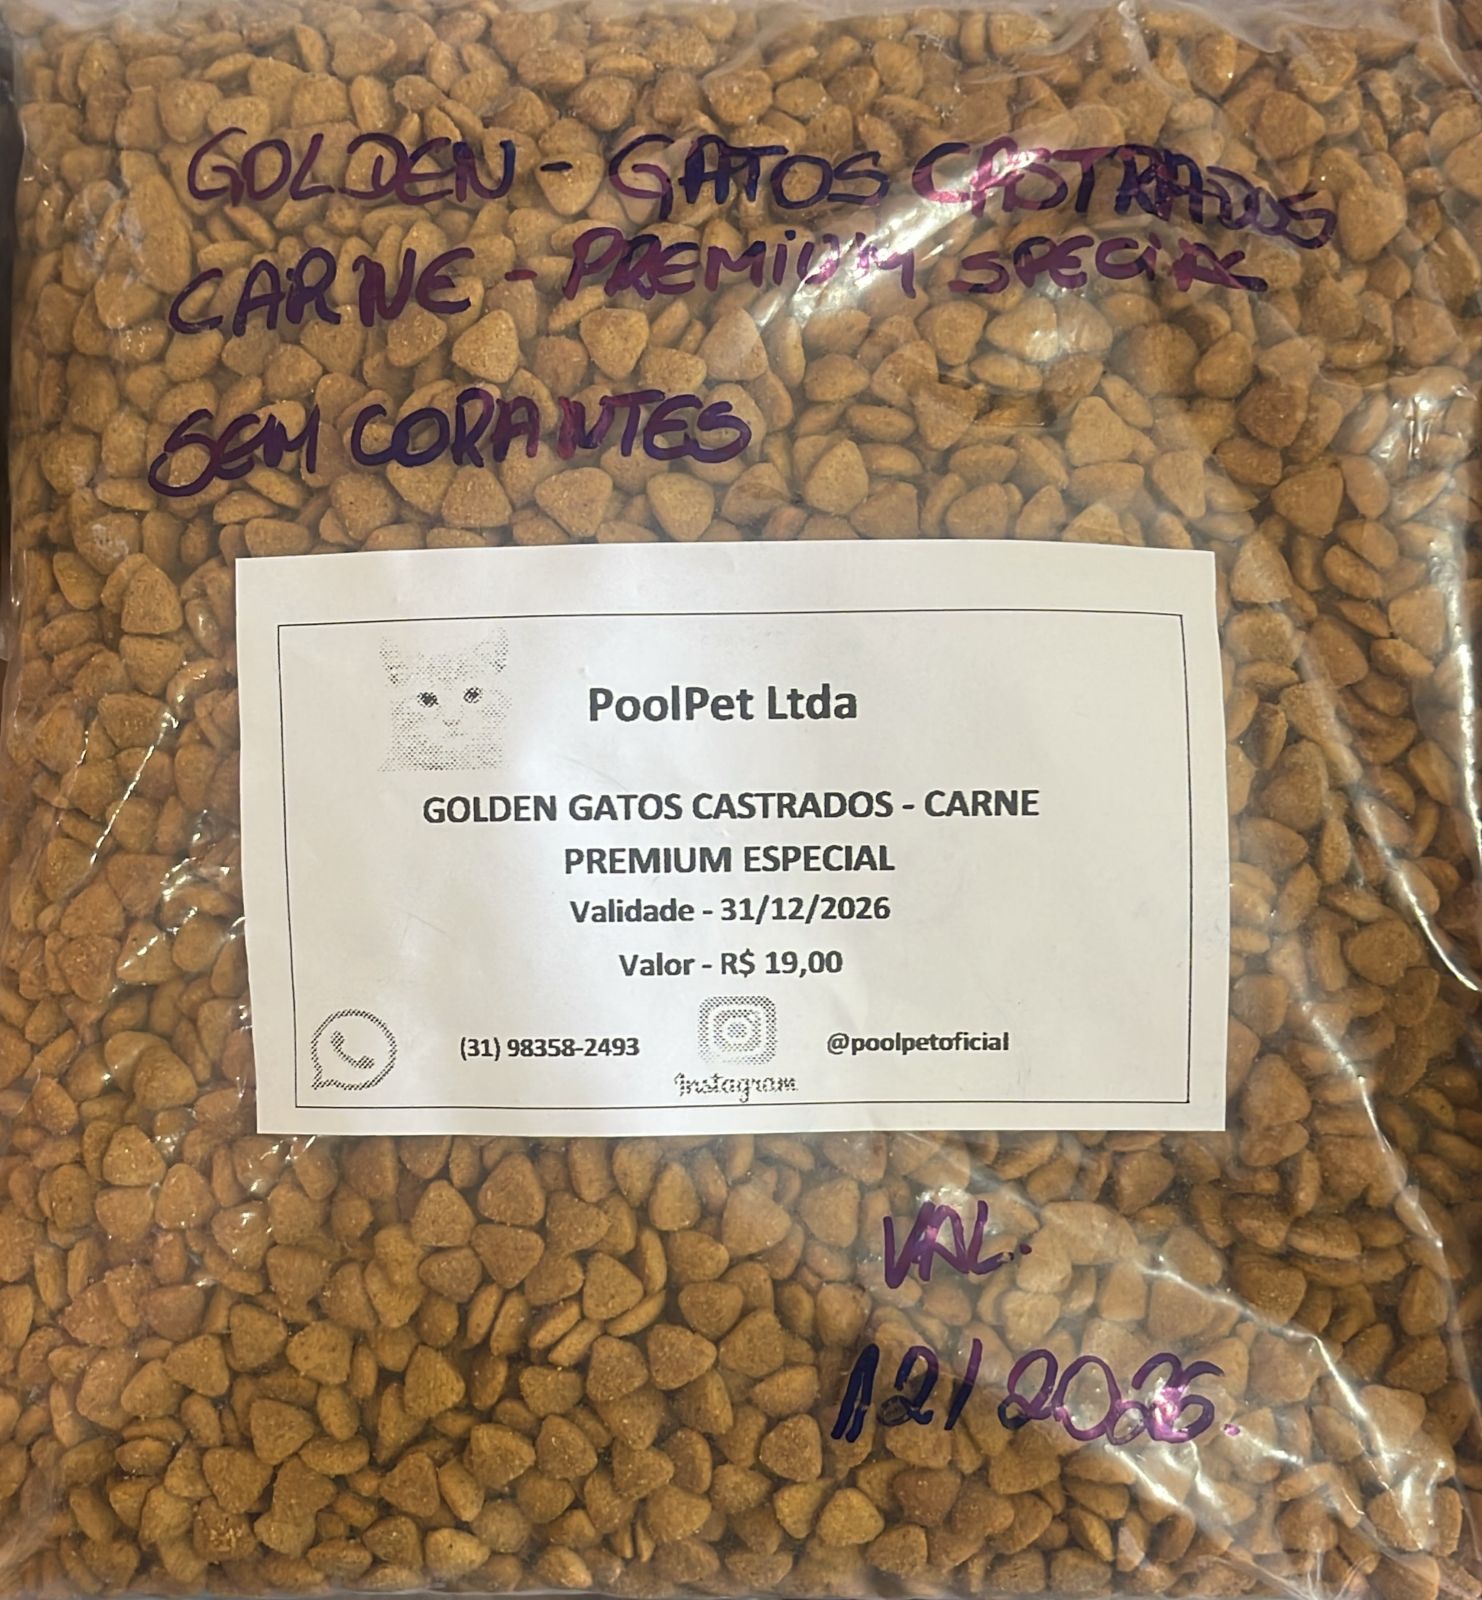 GOLDEN - GATOS CASTRADOS
CARNE - PREMIUM SPECIAL
SEM CORANTES
PoolPet Ltda
GOLDEN GATOS CASTRADOS - CARNE
PREMIUM ESPECIAL
Validade - 31/12/2026
Valor - R$ 19,00
(31) 98358-2493
@poolpetoficial
Instagram
VAL.
12/2026.